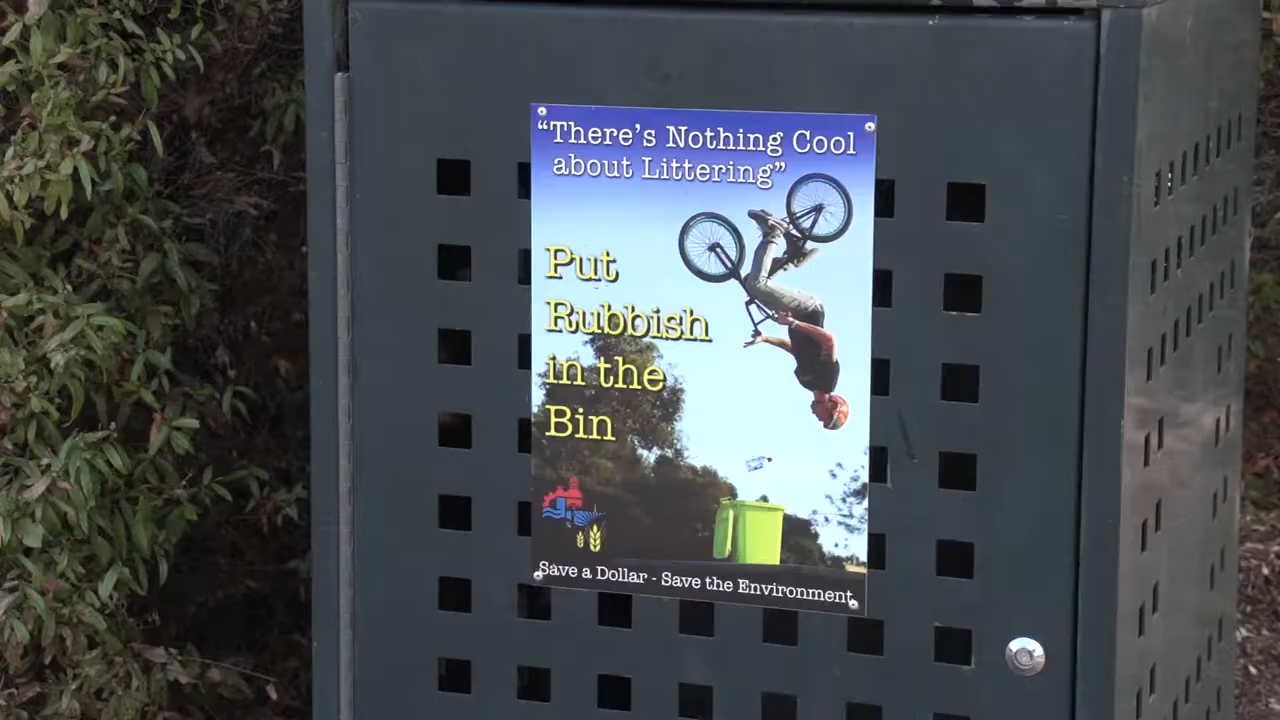 “There’s Nothing Cool
about Littering”
Put
Rubbish
in the
Bin
Save a Dollar - Save the Environment